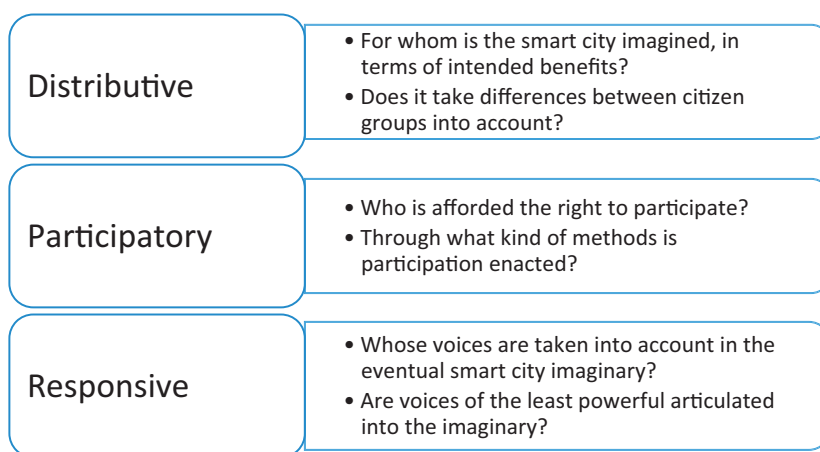 Distributive
• For whom is the smart city imagined, in
terms of intended benefits?
• Does it take differences between citizen
groups into account?
Participatory
• Who is afforded the right to participate?
• Through what kind of methods is
participation enacted?
Responsive
• Whose voices are taken into account in the
eventual smart city imaginary?
• Are voices of the least powerful articulated
into the imaginary?